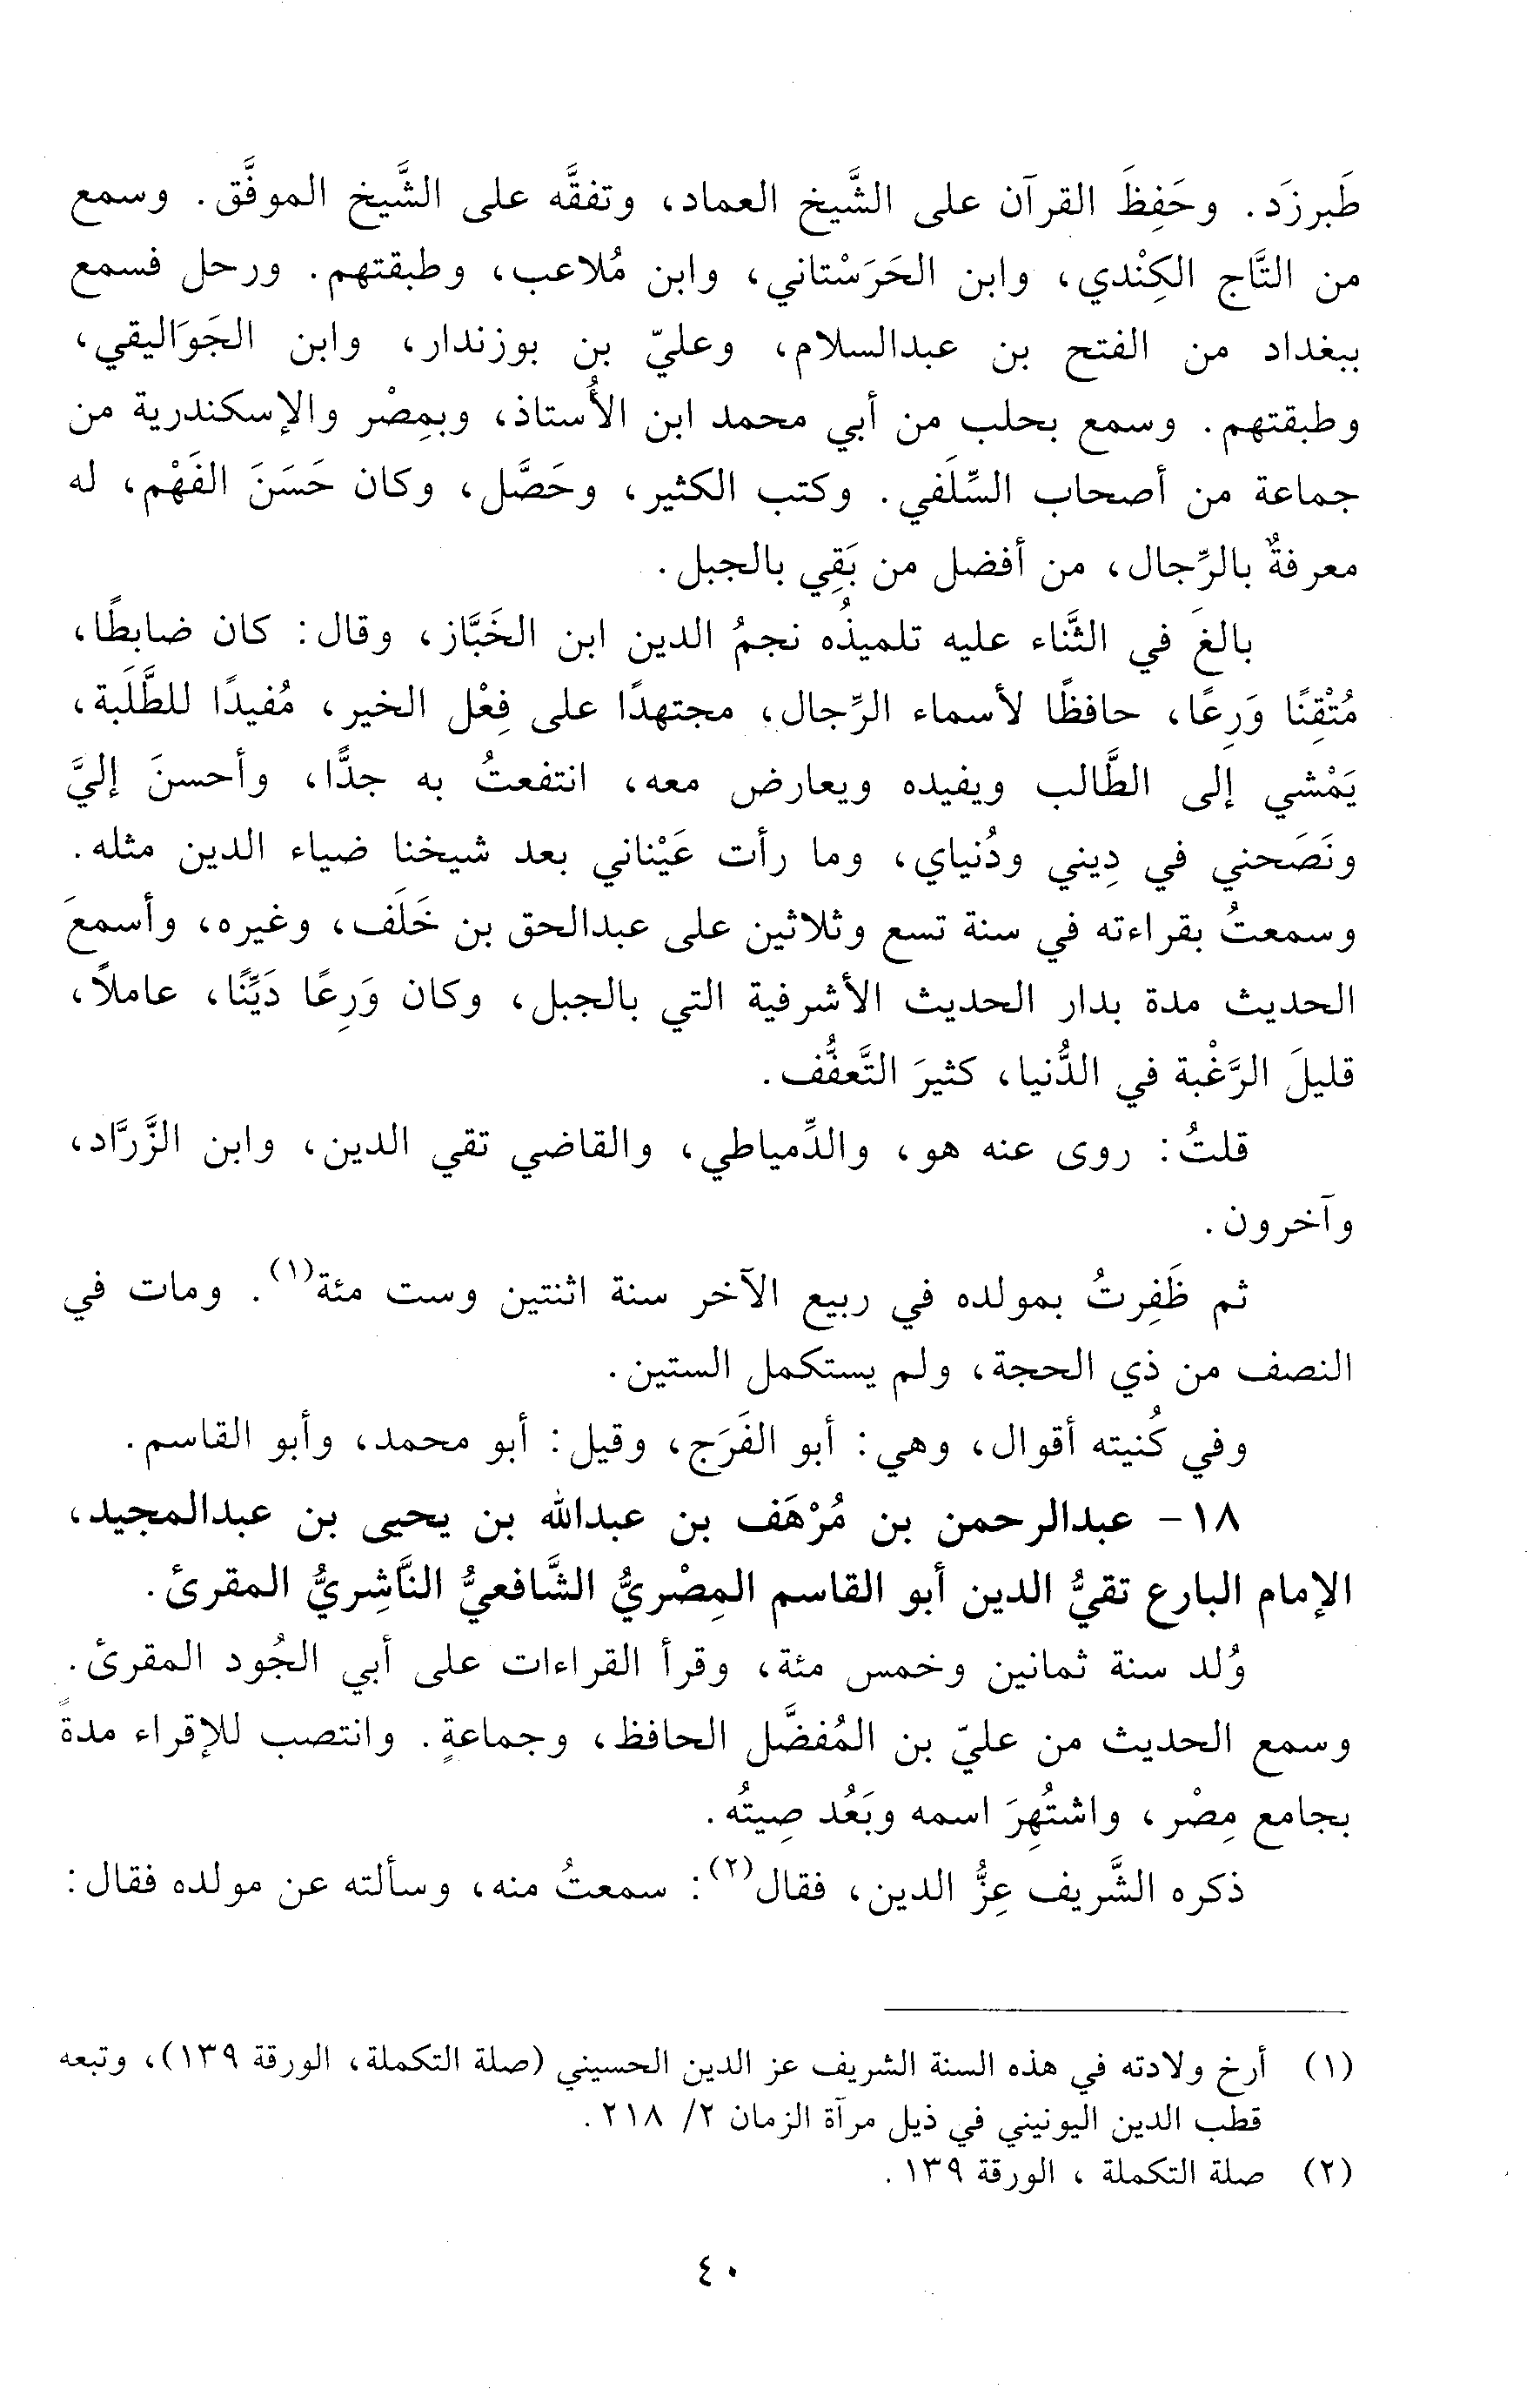 طَبرزَد. وحَفِظَ القرآن على الشَّيخ العماد، وتفقَّه على الشَّيخ الموفَّق. وسمع
من التَّاج الكِنْدي، وابن الحَرَسْتاني، وابن مُلاعب، وطبقتهم. ورحل فسمع
ببغداد من الفتح بن عبدالسلام، وعليّ بن بوزندار، وابن الجَوَاليقي،
وطبقتهم. وسمع بحلب من أبي محمد ابن الأُستاذ، وبمِصْر والإسكندرية من
جماعة من أصحاب السِّلَفي. وكتب الكثير، وحَصَّل، وكان حَسَنَ الفَهْم، له
معرفةٌ بالرِّجال، من أفضل من بَقِي بالجبل.
بالغَ في الثَّناء عليه تلميذُه نجمُ الدين ابن الخَبَّاز، وقال: كان ضابطًا،
مُتْقِنًا وَرِعًا، حافظًا لأسماء الرِّجال، مجتهدًا على فِعْل الخير، مُفيدًا للطَّلَبة،
يَمْشي إلى الطَّالب ويفيده ويعارض معه، انتفعتُ به جدًّا، وأحسنَ إليَّ
ونَصَحني في دِيني ودُنياي، وما رأت عَيْناني بعد شيخنا ضياء الدين مثله.
وسمعتُ بقراءته في سنة تسع وثلاثين على عبدالحق بن خَلَف، وغيره، وأسمعَ
الحديث مدة بدار الحديث الأشرفية التي بالجبل، وكان وَرِعًا دَيِّنًا، عاملاً،
قليلَ الرَّغْبة في الدُّنيا، كثيرَ التَّعفُّف.
قلتُ: روى عنه هو، والدِّمياطي، والقاضي تقي الدين، وابن الزَّرَّاد،
وآخرون.
ثم ظَفِرتُ بمولده في ربيع الآخر سنة اثنتين وست مئة(١). ومات في
النصف من ذي الحجة، ولم يستكمل الستين.
وفي كُنيته أقوال، وهي: أبو الفَرَج، وقيل: أبو محمد، وأبو القاسم.
١٨- عبدالرحمن بن مُرْهَف بن عبدالله بن يحيى بن عبدالمجيد،
الإمام البارع تقيُّ الدين أبو القاسم المِصْريُّ الشَّافعيُّ النَّاشِريُّ المقرئ.
وُلد سنة ثمانين وخمس مئة، وقرأ القراءات على أبي الجُود المقرئ.
وسمع الحديث من عليّ بن المُفضَّل الحافظ، وجماعةٍ. وانتصب للإقراء مدةً
بجامع مِصْر، واشتُهِرَ اسمه وبَعُد صِيتُه.
ذكره الشَّريف عِزُّ الدين، فقال(٢): سمعتُ منه، وسألته عن مولده فقال:
(١) أرخ ولادته في هذه السنة الشريف عز الدين الحسيني (صلة التكملة، الورقة ١٣٩)، وتبعه
قطب الدين اليونيني في ذيل مرآة الزمان ٢/ ٢١٨.
(٢) صلة التكملة ، الورقة ١٣٩.
٤٠